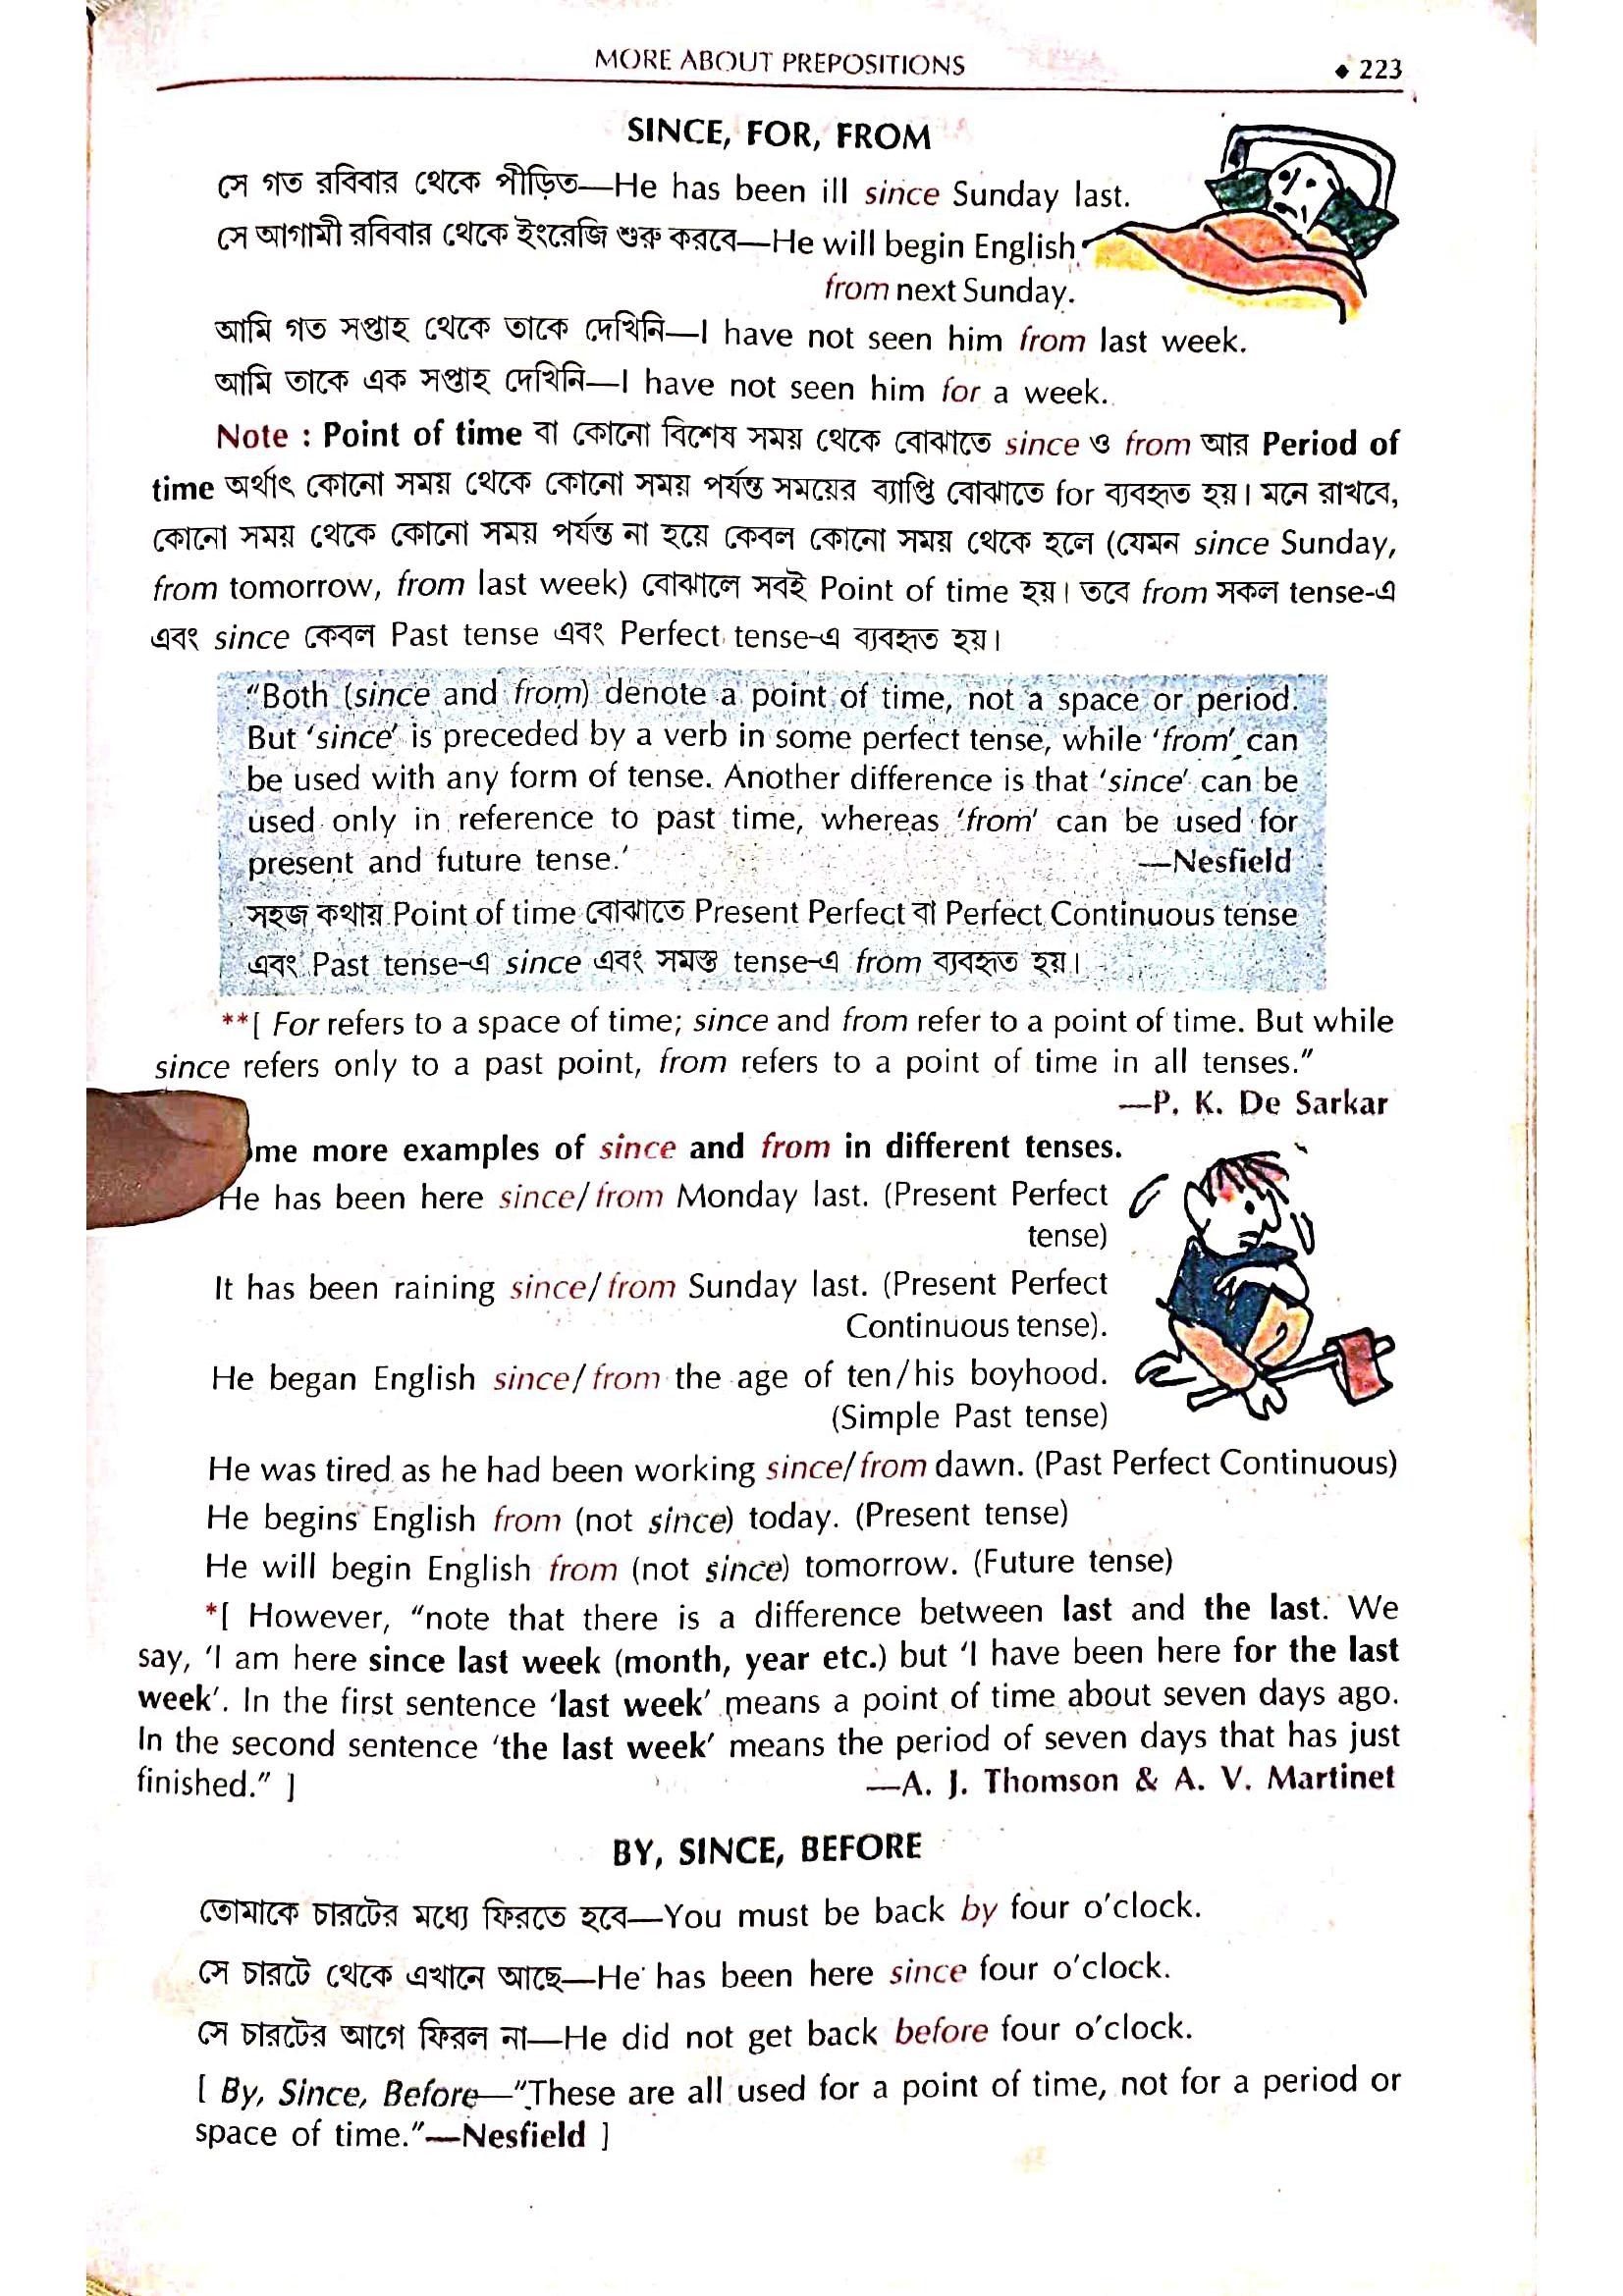 MORE ABOUT PREPOSITIONS ◆ 223
SINCE, FOR, FROM
সে গত রবিবার থেকে পীড়িত—He has been ill since Sunday last.
সে আগামী রবিবার থেকে ইংরেজি শুরু করবে—He will begin English
from next Sunday.
আমি গত সপ্তাহ থেকে তাকে দেখিনি—I have not seen him from last week.
আমি তাকে এক সপ্তাহ দেখিনি—I have not seen him for a week.
Note : Point of time বা কোনো বিশেষ সময় থেকে বোঝাতে since ও from আর Period of
time অর্থাৎ কোনো সময় থেকে কোনো সময় পর্যন্ত সময়ের ব্যাপ্তি বোঝাতে for ব্যবহৃত হয়। মনে রাখবে,
কোনো সময় থেকে কোনো সময় পর্যন্ত না হয়ে কেবল কোনো সময় থেকে হলে (যেমন since Sunday,
from tomorrow, from last week) বোঝালে সবই Point of time হয়। তবে from সকল tense-এ
এবং since কেবল Past tense এবং Perfect tense-এ ব্যবহৃত হয়।
“Both (since and from) denote a point of time, not a space or period.
But ‘since’ is preceded by a verb in some perfect tense, while ‘from’ can
be used with any form of tense. Another difference is that ‘since’ can be
used only in reference to past time, whereas ‘from’ can be used for
present and future tense.’ —Nesfield
সহজ কথায় Point of time বোঝাতে Present Perfect বা Perfect Continuous tense
এবং Past tense-এ since এবং সমস্ত tense-এ from ব্যবহৃত হয়।
**[ For refers to a space of time; since and from refer to a point of time. But while
since refers only to a past point, from refers to a point of time in all tenses.”
—P. K. De Sarkar
me more examples of since and from in different tenses.
He has been here since/from Monday last. (Present Perfect
tense)
It has been raining since/from Sunday last. (Present Perfect
Continuous tense).
He began English since/from the age of ten/his boyhood.
(Simple Past tense)
He was tired as he had been working since/from dawn. (Past Perfect Continuous)
He begins English from (not since) today. (Present tense)
He will begin English from (not since) tomorrow. (Future tense)
*[ However, “note that there is a difference between last and the last. We
say, ‘I am here since last week (month, year etc.) but ‘I have been here for the last
week’. In the first sentence ‘last week’ means a point of time about seven days ago.
In the second sentence ‘the last week’ means the period of seven days that has just
finished.” ] —A. J. Thomson & A. V. Martinet
BY, SINCE, BEFORE
তোমাকে চারটের মধ্যে ফিরতে হবে—You must be back by four o’clock.
সে চারটে থেকে এখানে আছে—He has been here since four o’clock.
সে চারটের আগে ফিরল না—He did not get back before four o’clock.
[ By, Since, Before—“These are all used for a point of time, not for a period or
space of time.”—Nesfield ]